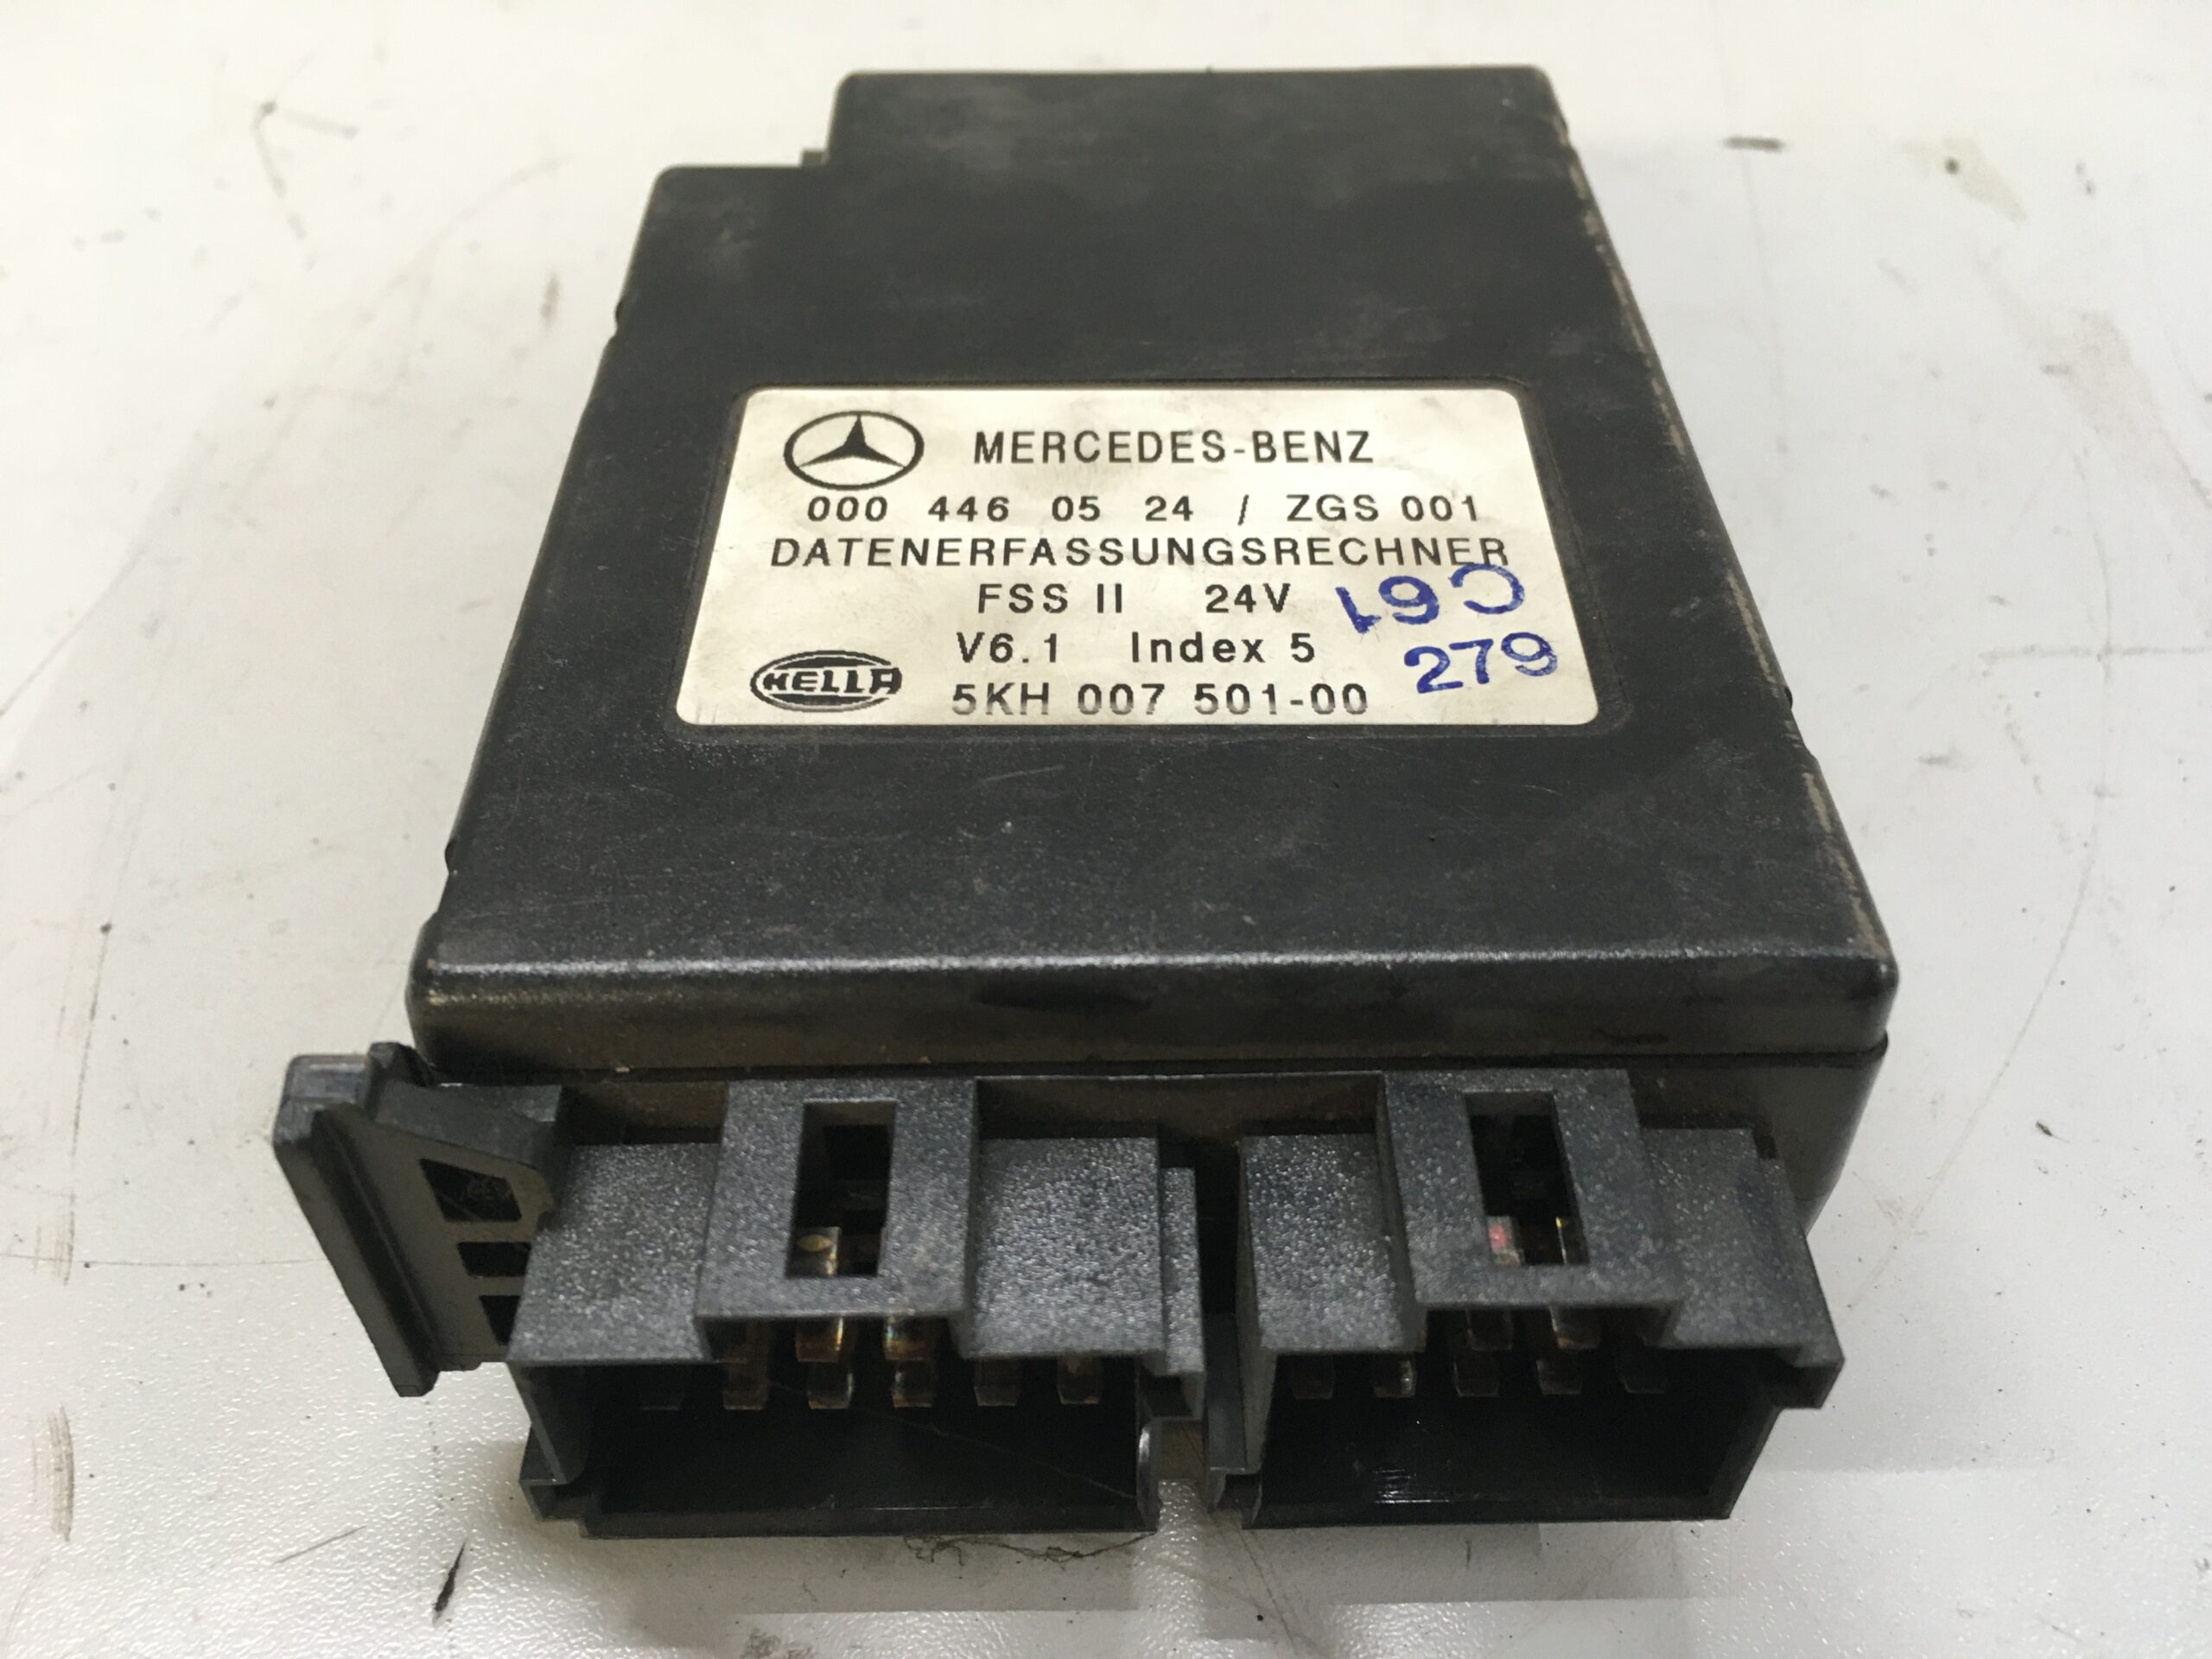 MERCEDES-BENZ
000 446 05 24 / ZGS 001
DATENERFASSUNGSRECHNER
FSS II 24V
V6.1 Index 5
HELLA
5KH 007 501-00
C61
279